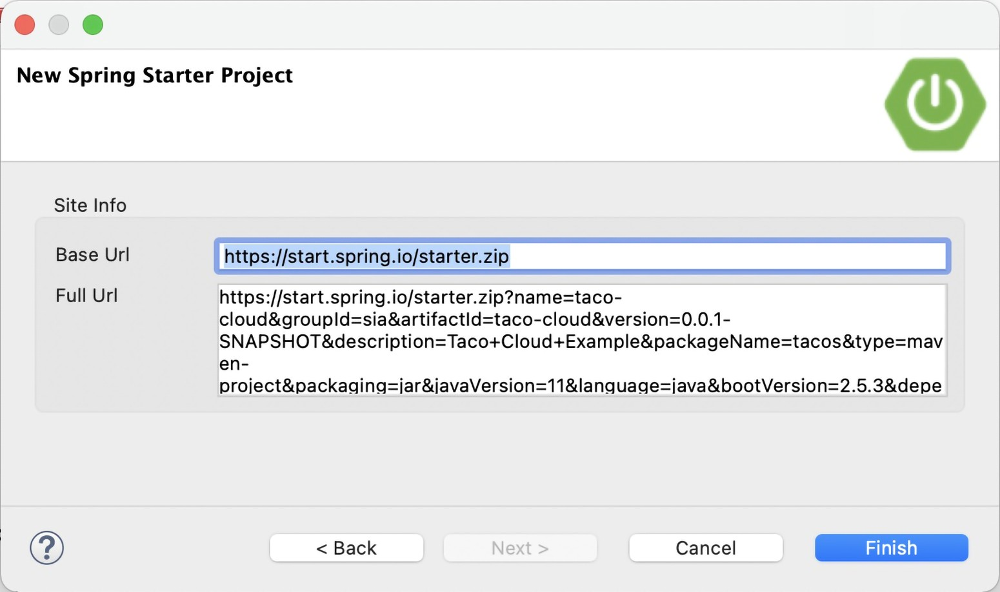 New Spring Starter Project
Site Info
Base Url
https://start.spring.io/starter.zip
Full Url
https://start.spring.io/starter.zip?name=taco-
cloud&groupId=sia&artifactId=taco-cloud&version=0.0.1-
SNAPSHOT&description=Taco+Cloud+Example&packageName=tacos&type=mav
en-
project&packaging=jar&javaVersion=11&language=java&bootVersion=2.5.3&depe
?
< Back
Next >
Cancel
Finish